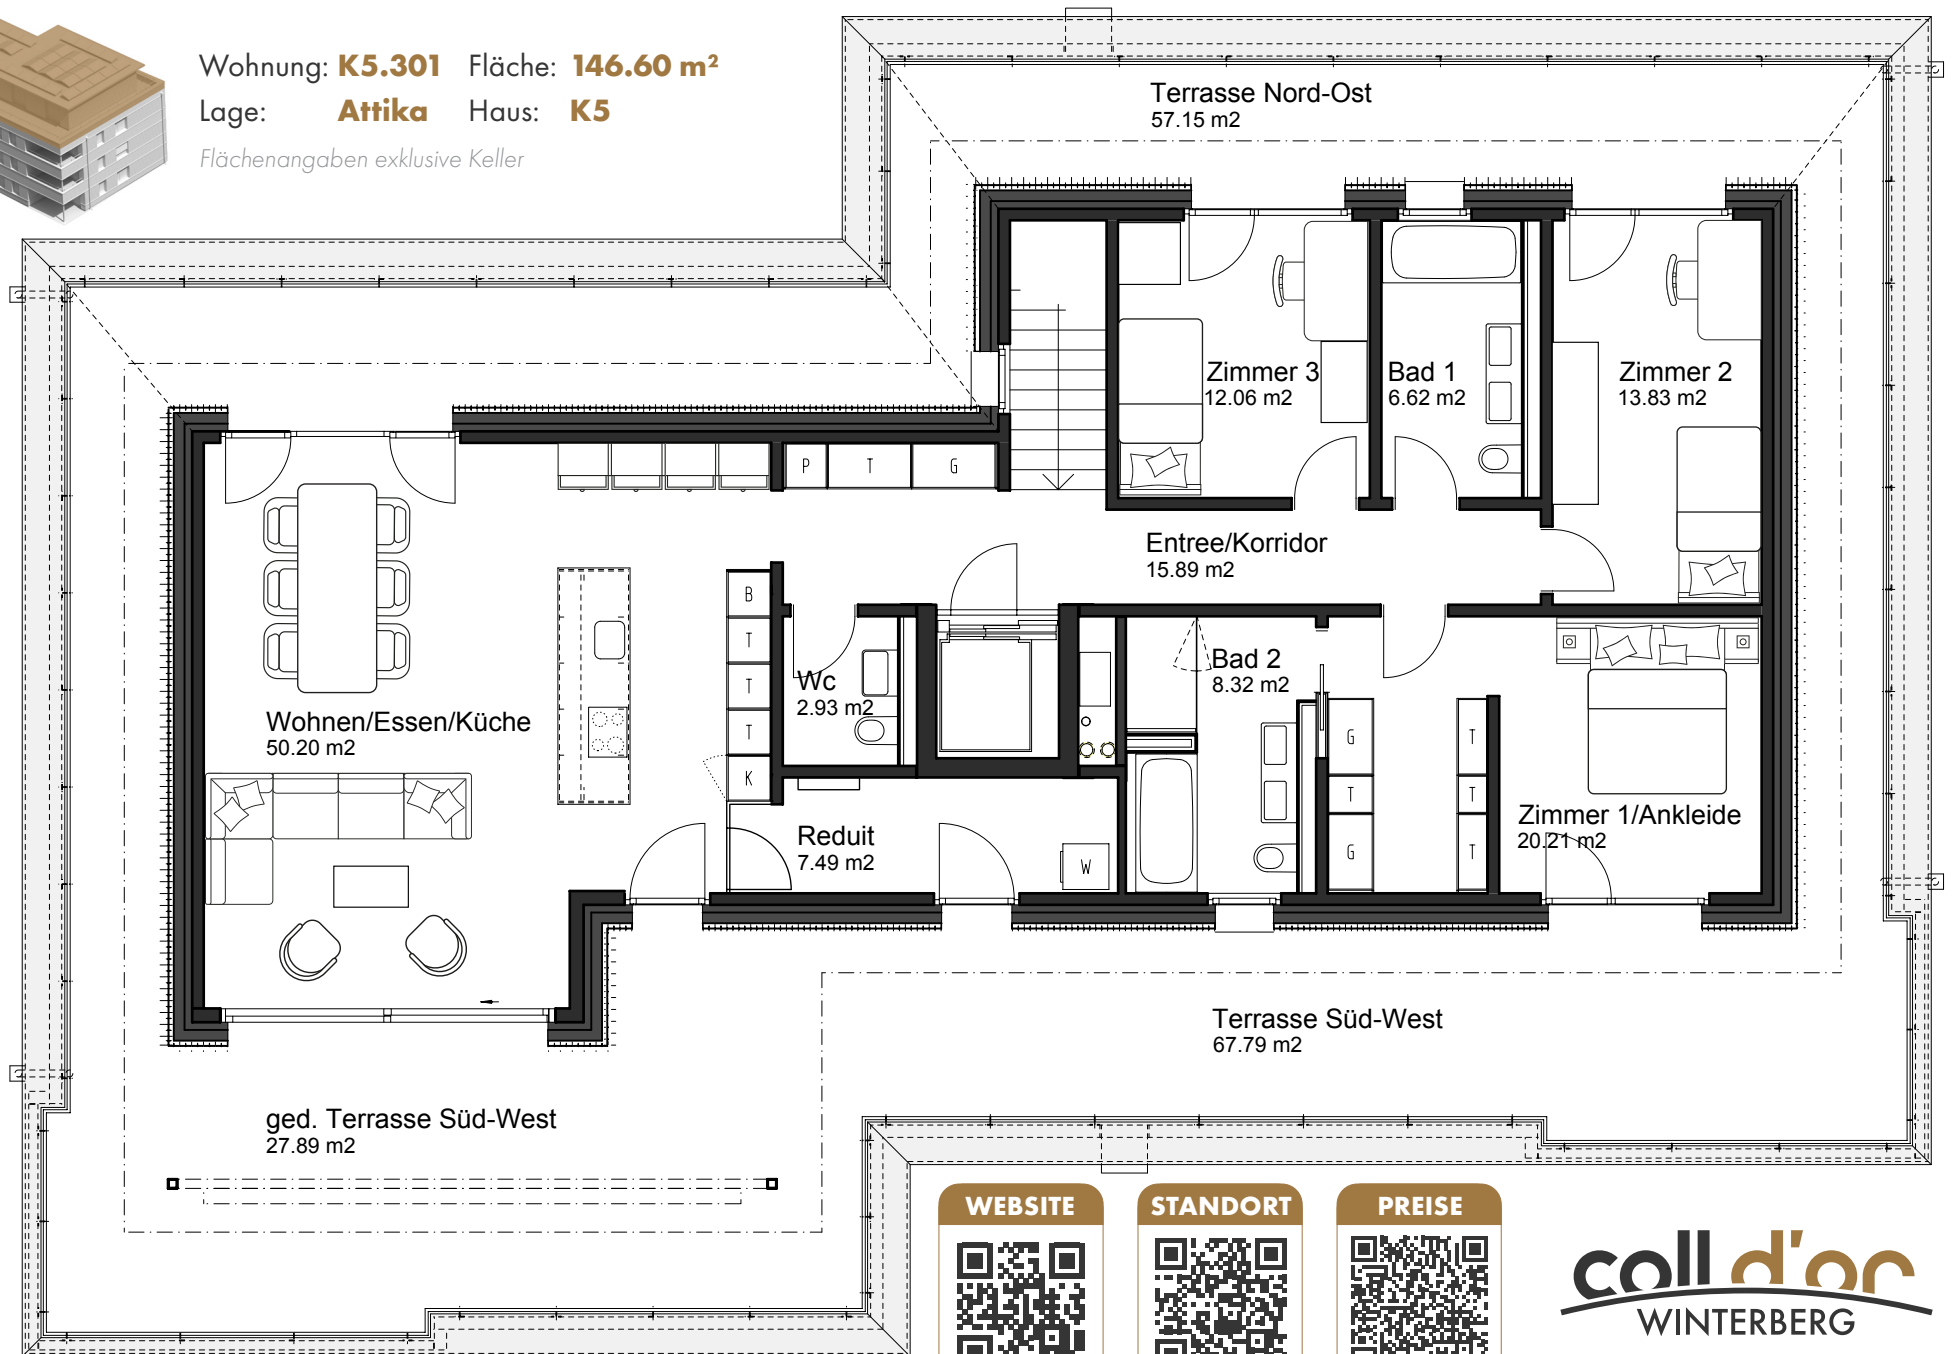 Wohnung: K5.301 Fläche: 146.60 m²
Lage: Attika Haus: K5
Flächenangaben exklusive Keller
Terrasse Nord-Ost
57.15 m2
Zimmer 3
12.06 m2
Bad 1
6.62 m2
Zimmer 2
13.83 m2
P T G
Entree/Korridor
15.89 m2
B
T
T
T
K
Wc
2.93 m2
Bad 2
8.32 m2
Wohnen/Essen/Küche
50.20 m2
G
T
G
T
T
T
Zimmer 1/Ankleide
20.21 m2
Reduit
7.49 m2
W
Terrasse Süd-West
67.79 m2
ged. Terrasse Süd-West
27.89 m2
WEBSITE
STANDORT
PREISE
coll d'or
WINTERBERG